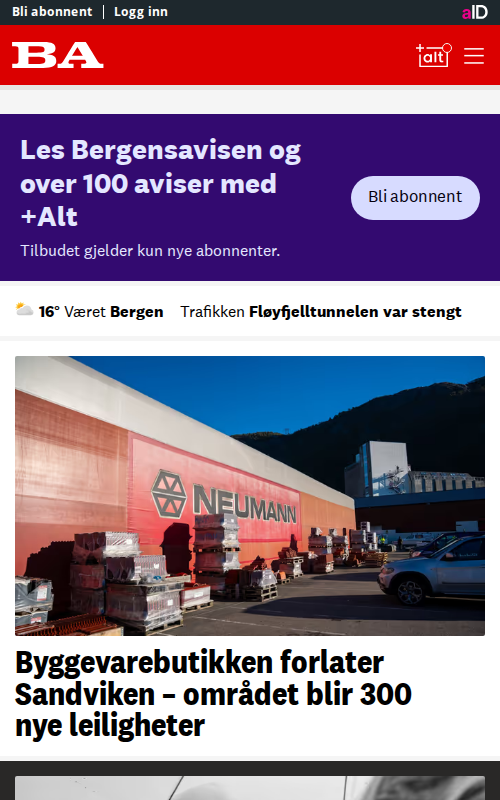 Bli abonnent | Logg inn
aID
BA
+alt
Les Bergensavisen og
over 100 aviser med
+Alt
Bli abonnent
Tilbudet gjelder kun nye abonnenter.
16° Været Bergen Trafikken Fløyfjelltunnelen var stengt
NEUMANN
Byggevarebutikken forlater
Sandviken – området blir 300
nye leiligheter